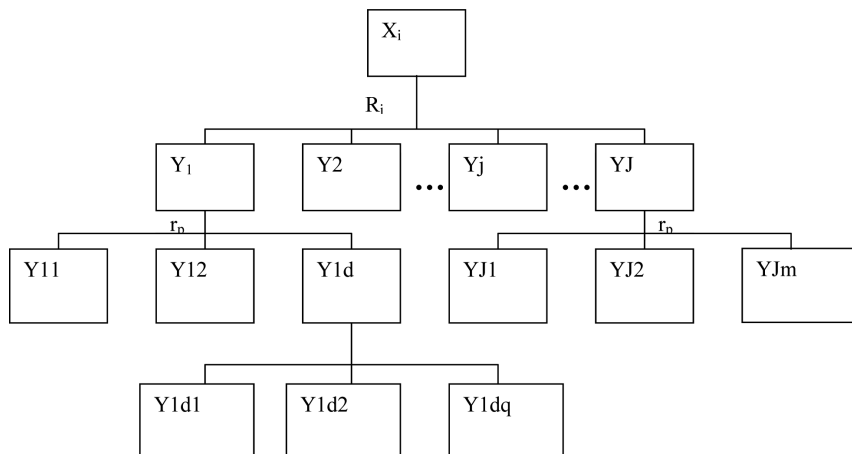 Xᵢ
Rᵢ
Y₁ Y2 Yj YJ
... ...
rₚ rₚ
Y11 Y12 Y1d YJ1 YJ2 YJm
Y1d1 Y1d2 Y1dq